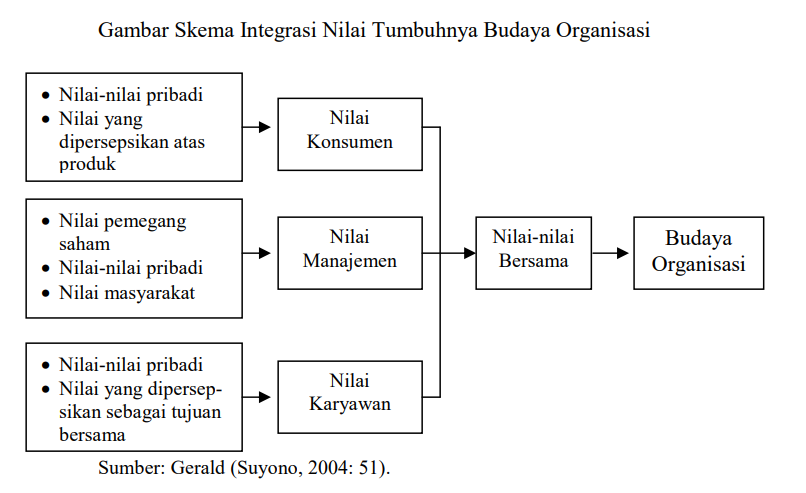 Gambar Skema Integrasi Nilai Tumbuhnya Budaya Organisasi
• Nilai-nilai pribadi
• Nilai yang
dipersepsikan atas
produk
Nilai
Konsumen
• Nilai pemegang
saham
• Nilai-nilai pribadi
• Nilai masyarakat
Nilai
Manajemen
Nilai-nilai
Bersama
Budaya
Organisasi
• Nilai-nilai pribadi
• Nilai yang dipersep-
sikan sebagai tujuan
bersama
Nilai
Karyawan
Sumber: Gerald (Suyono, 2004: 51).